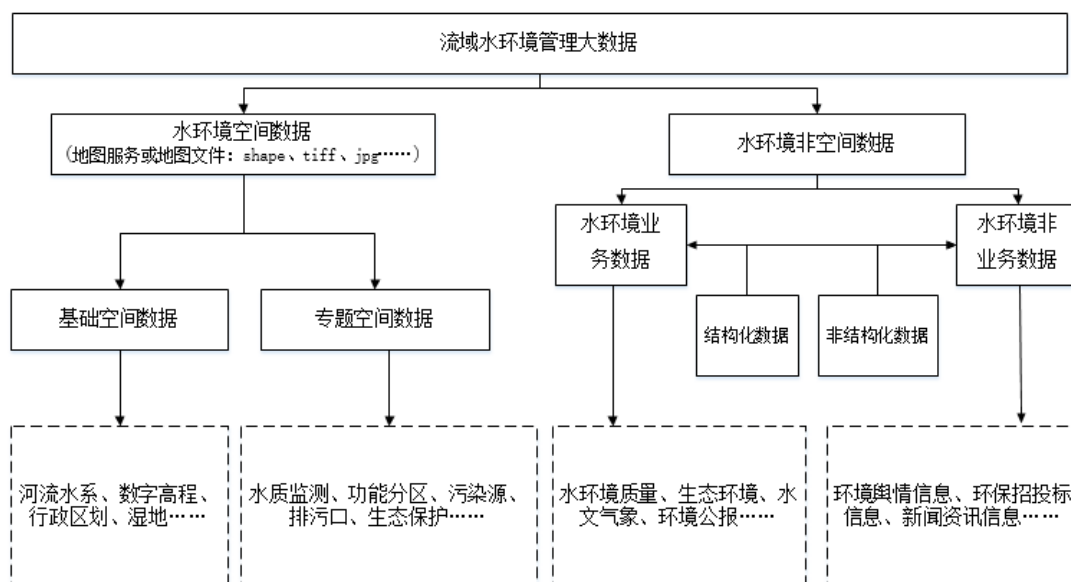 流域水环境管理大数据
水环境空间数据
(地图服务或地图文件：shape、tiff、jpg……)
水环境非空间数据
水环境业
务数据
水环境非
业务数据
基础空间数据
专题空间数据
结构化数据
非结构化数据
河流水系、数字高程、
行政区划、湿地……
水质监测、功能分区、污染源、
排污口、生态保护……
水环境质量、生态环境、水
文气象、环境公报……
环境舆情信息、环保招投标
信息、新闻资讯信息……